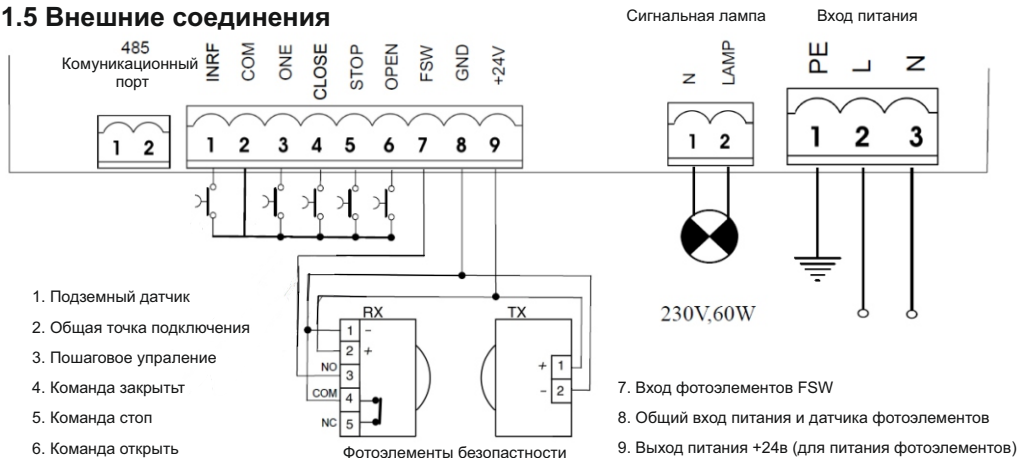 1.5 Внешние соединения
Сигнальная лампа
Вход питания
485
Комуникационный
порт
INRF
COM
ONE
CLOSE
STOP
OPEN
FSW
GND
+24V
N
LAMP
PE
L
N
1 2
1 2 3 4 5 6 7 8 9
1 2
1 2 3
230V,60W
1. Подземный датчик
2. Общая точка подключения
3. Пошаговое упраление
4. Команда закрытьт
5. Команда стоп
6. Команда открыть
RX
1 -
2 +
NO 3
COM 4
NC 5
TX
+ 1
- 2
Фотоэлементы безопастности
7. Вход фотоэлементов FSW
8. Общий вход питания и датчика фотоэлементов
9. Выход питания +24в (для питания фотоэлементов)